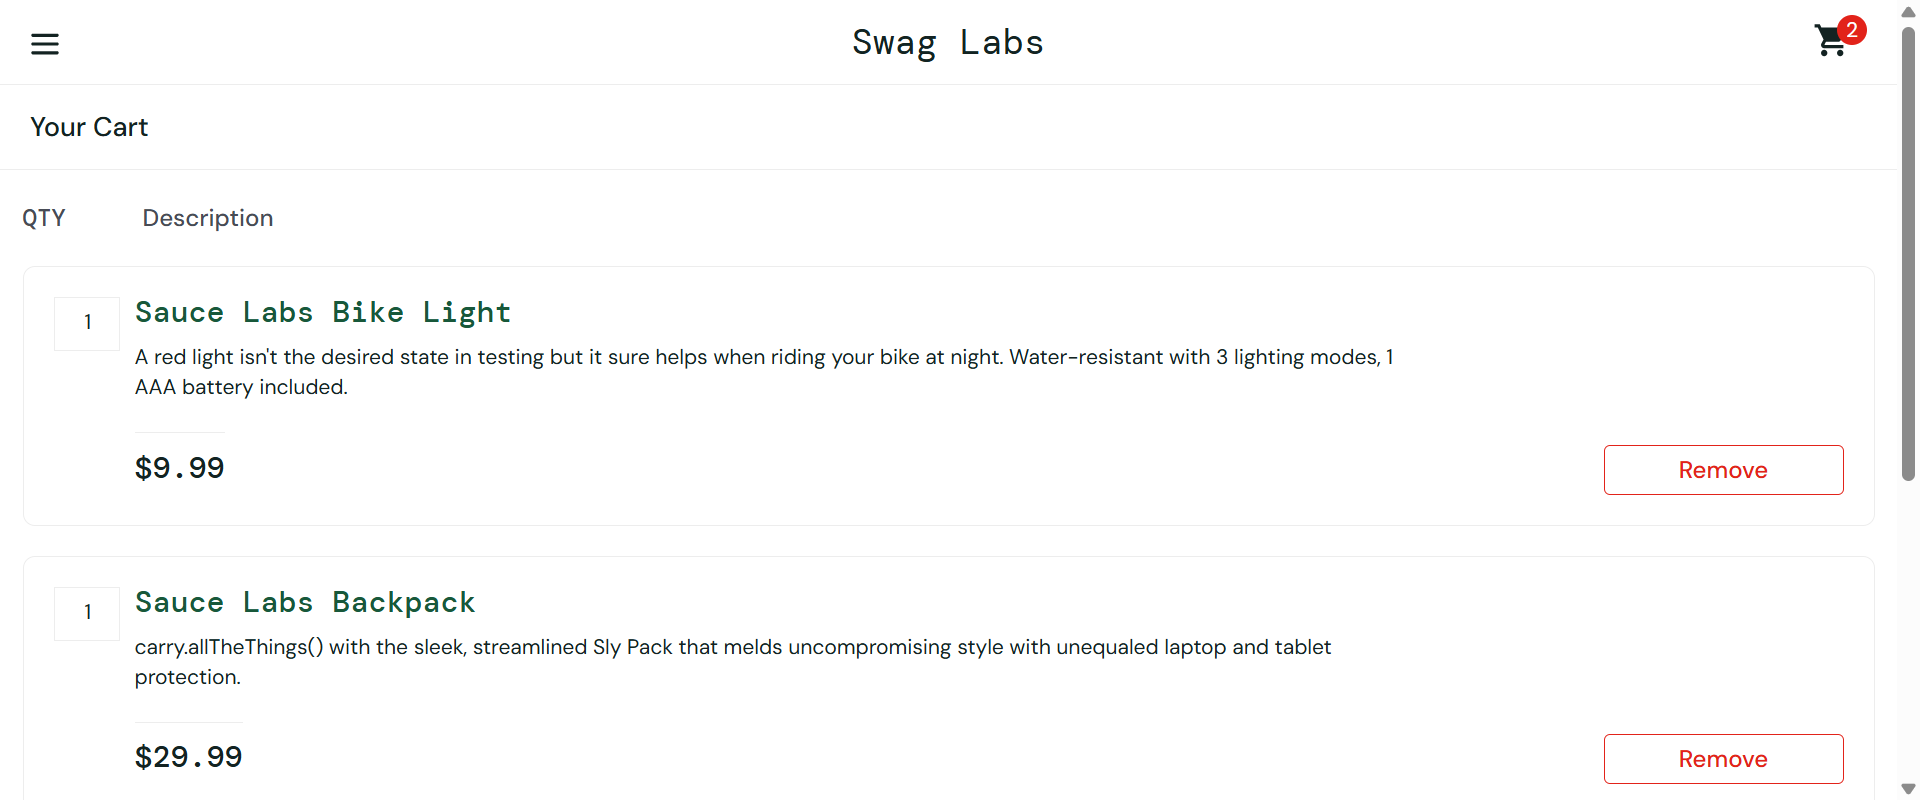 Swag Labs
2
Your Cart
QTY
Description
1
Sauce Labs Bike Light
A red light isn't the desired state in testing but it sure helps when riding your bike at night. Water-resistant with 3 lighting modes, 1
AAA battery included.
$9.99
Remove
1
Sauce Labs Backpack
carry.allTheThings() with the sleek, streamlined Sly Pack that melds uncompromising style with unequaled laptop and tablet
protection.
$29.99
Remove